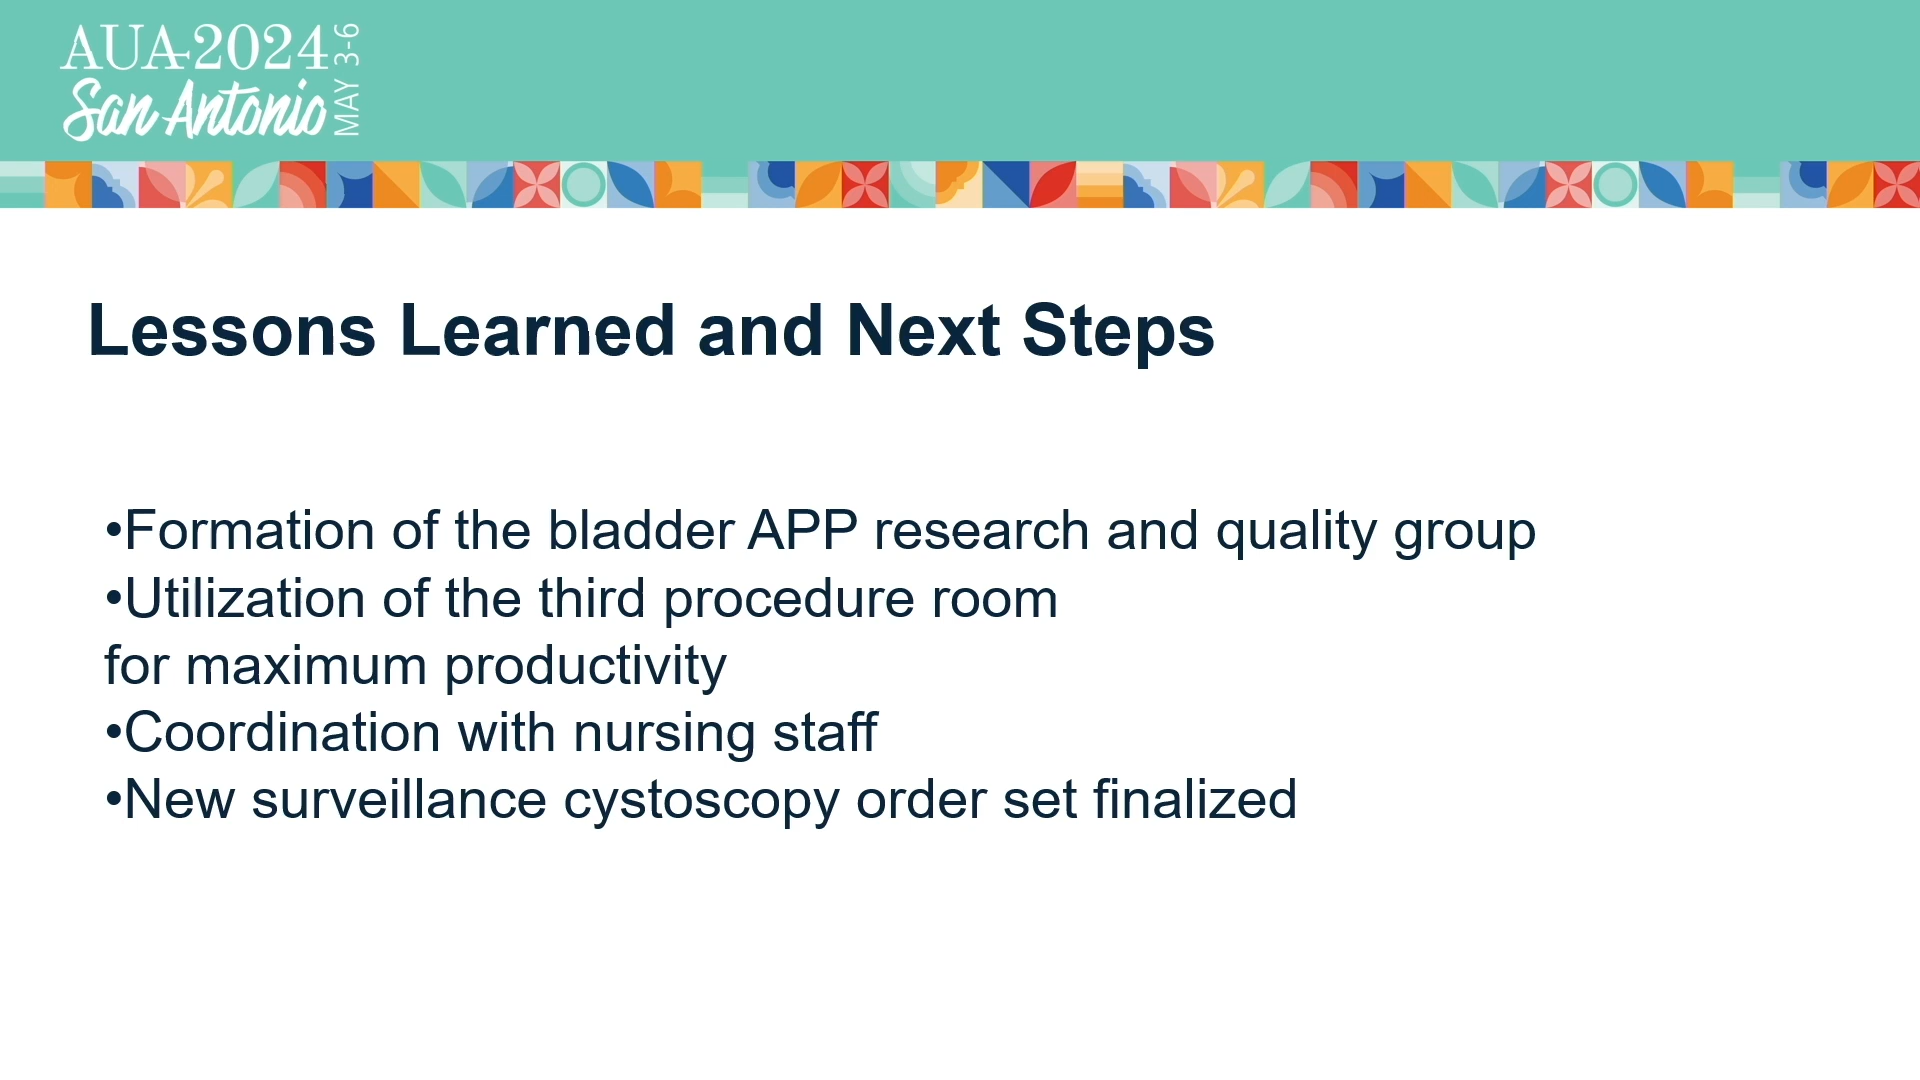 AUA 2024
San Antonio
MAY 3-6
Lessons Learned and Next Steps
•Formation of the bladder APP research and quality group
•Utilization of the third procedure room
for maximum productivity
•Coordination with nursing staff
•New surveillance cystoscopy order set finalized